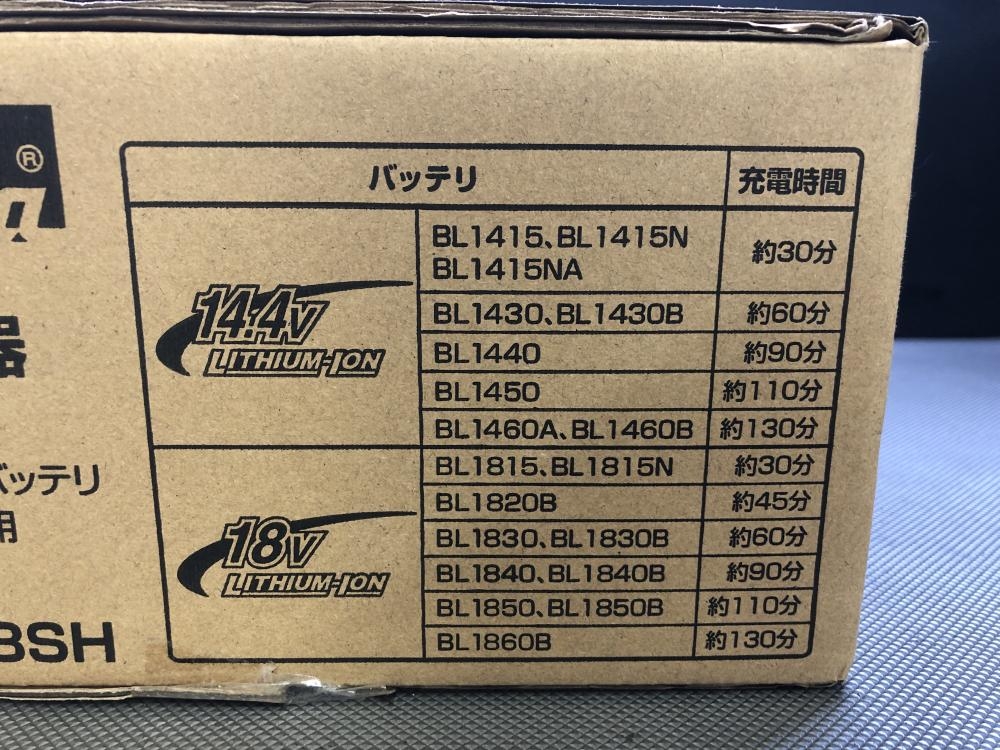 ®
器
バッテリ
用
BSH
バッテリ 充電時間
14.4V
LITHIUM-ION
BL1415、BL1415N
BL1415NA
約30分
BL1430、BL1430B 約60分
BL1440 約90分
BL1450 約110分
BL1460A、BL1460B 約130分
18V
LITHIUM-ION
BL1815、BL1815N 約30分
BL1820B 約45分
BL1830、BL1830B 約60分
BL1840、BL1840B 約90分
BL1850、BL1850B 約110分
BL1860B 約130分